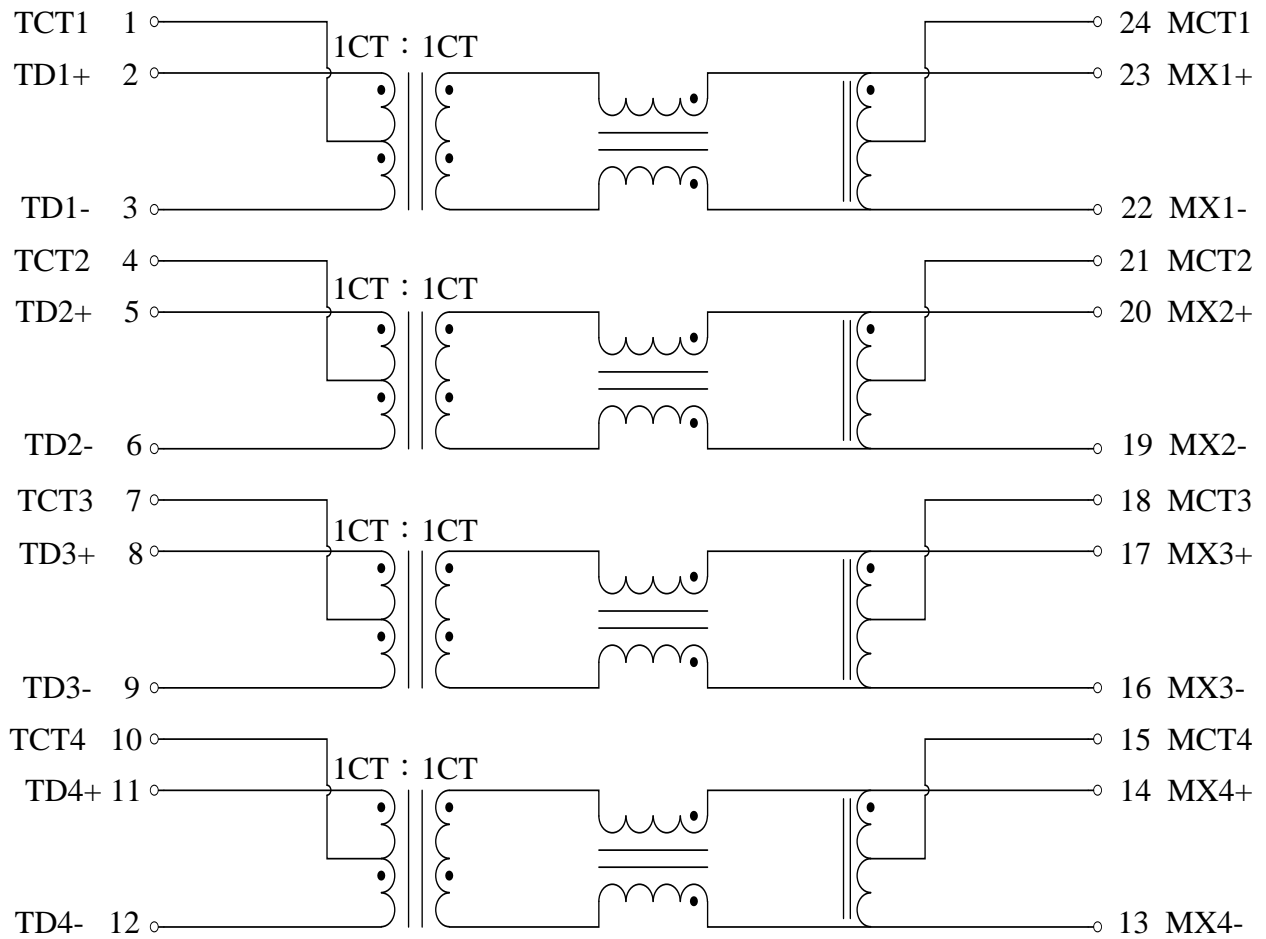 TCT1 1
24 MCT1
1CT : 1CT
TD1+ 2
23 MX1+
TD1- 3
22 MX1-
TCT2 4
21 MCT2
1CT : 1CT
TD2+ 5
20 MX2+
TD2- 6
19 MX2-
TCT3 7
18 MCT3
1CT : 1CT
TD3+ 8
17 MX3+
TD3- 9
16 MX3-
TCT4 10
15 MCT4
1CT : 1CT
TD4+ 11
14 MX4+
TD4- 12
13 MX4-